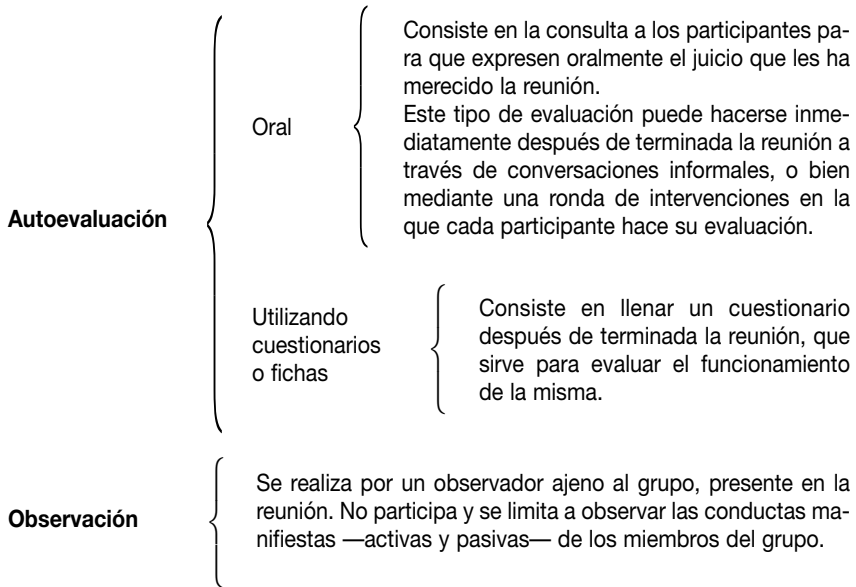 Consiste en la consulta a los participantes pa-
ra que expresen oralmente el juicio que les ha
merecido la reunión.
Este tipo de evaluación puede hacerse inme-
diatamente después de terminada la reunión a
través de conversaciones informales, o bien
mediante una ronda de intervenciones en la
que cada participante hace su evaluación.
Oral
Autoevaluación
Utilizando
cuestionarios
o fichas
Consiste en llenar un cuestionario
después de terminada la reunión, que
sirve para evaluar el funcionamiento
de la misma.
Observación
Se realiza por un observador ajeno al grupo, presente en la
reunión. No participa y se limita a observar las conductas ma-
nifiestas —activas y pasivas— de los miembros del grupo.